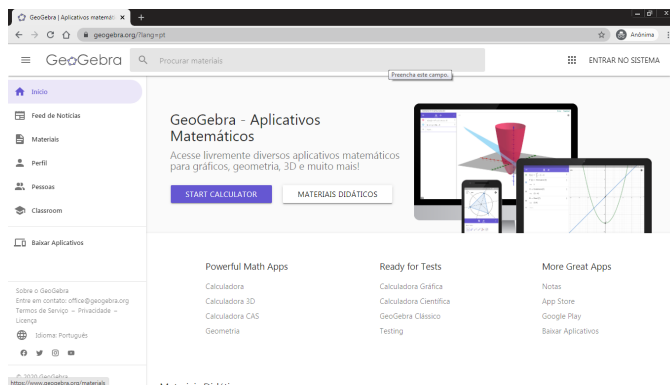 GeoGebra | Aplicativos matemát
geogebra.org/?lang=pt
Anônima
GeoGebra
Procurar materiais
ENTRAR NO SISTEMA
Preencha este campo.
Início
Feed de Notícias
Materiais
Perfil
Pessoas
Classroom
Baixar Aplicativos
GeoGebra - Aplicativos
Matemáticos
Acesse livremente diversos aplicativos matemáticos
para gráficos, geometria, 3D e muito mais!
START CALCULATOR
MATERIAIS DIDÁTICOS
Powerful Math Apps
Calculadora
Calculadora 3D
Calculadora CAS
Geometria
Ready for Tests
Calculadora Gráfica
Calculadora Científica
GeoGebra Clássico
Testing
More Great Apps
Notas
App Store
Google Play
Baixar Aplicativos
Sobre o GeoGebra
Entre em contato: office@geogebra.org
Termos de Serviço – Privacidade –
Licença
Idioma: Português
© 2020 GeoGebra
https://www.geogebra.org/materials